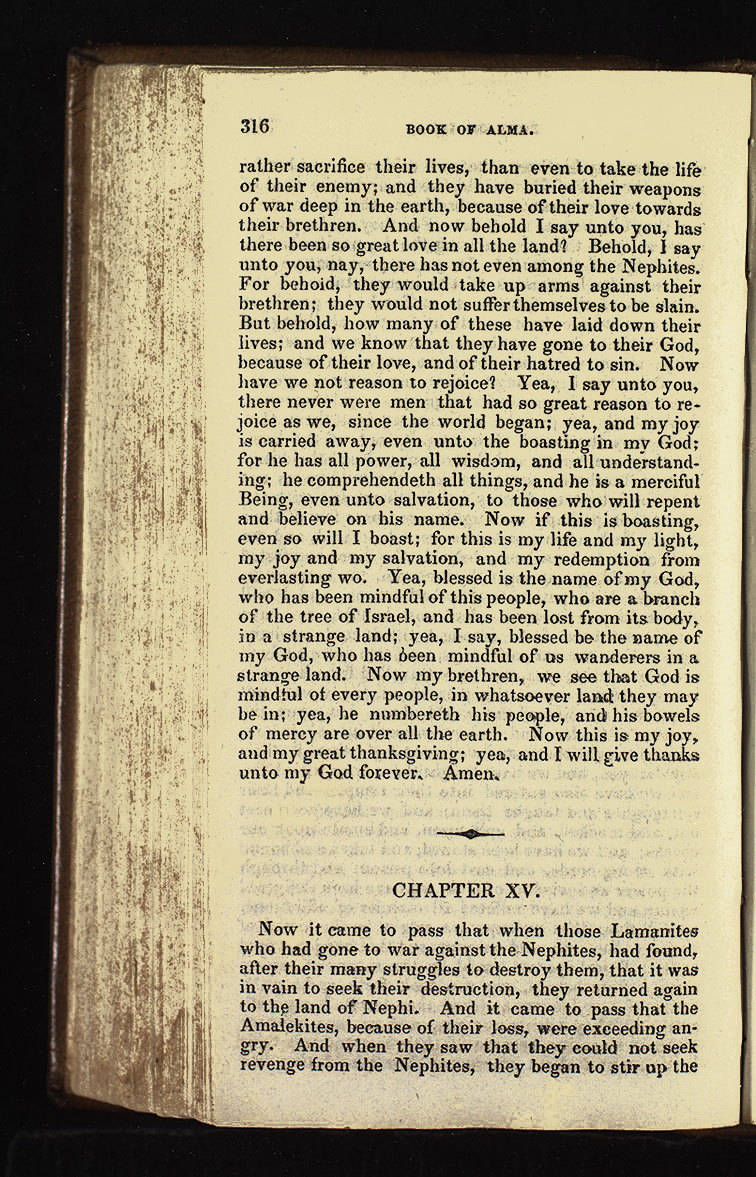 316 BOOK OF ALMA.
rather sacrifice their lives, than even to take the life
of their enemy; and they have buried their weapons
of war deep in the earth, because of their love towards
their brethren. And now behold I say unto you, has
there been so great love in all the land? Behold, I say
unto you, nay, there has not even among the Nephites.
For behold, they would take up arms against their
brethren; they would not suffer themselves to be slain.
But behold, how many of these have laid down their
lives; and we know that they have gone to their God,
because of their love, and of their hatred to sin. Now
have we not reason to rejoice? Yea, I say unto you,
there never were men that had so great reason to re-
joice as we, since the world began; yea, and my joy
is carried away, even unto the boasting in my God;
for he has all power, all wisdom, and all understand-
ing; he comprehendeth all things, and he is a merciful
Being, even unto salvation, to those who will repent
and believe on his name. Now if this is boasting,
even so will I boast; for this is my life and my light,
my joy and my salvation, and my redemption from
everlasting wo. Yea, blessed is the name of my God,
who has been mindful of this people, who are a branch
of the tree of Israel, and has been lost from its body,
in a strange land; yea, I say, blessed be the name of
my God, who has been mindful of us wanderers in a
strange land. Now my brethren, we see that God is
mindful of every people, in whatsoever land they may
be in; yea, he numbereth his people, and his bowels
of mercy are over all the earth. Now this is my joy,
and my great thanksgiving; yea, and I will give thanks
unto my God forever. Amen.
CHAPTER XV.
Now it came to pass that when those Lamanites
who had gone to war against the Nephites, had found,
after their many struggles to destroy them, that it was
in vain to seek their destruction, they returned again
to the land of Nephi. And it came to pass that the
Amalekites, because of their loss, were exceeding an-
gry. And when they saw that they could not seek
revenge from the Nephites, they began to stir up the